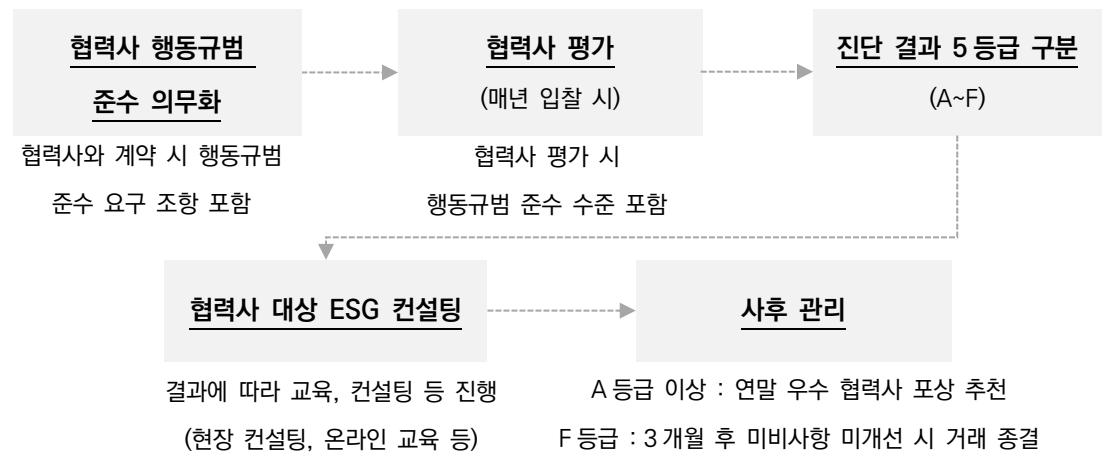 협력사 행동규범
준수 의무화
협력사와 계약 시 행동규범
준수 요구 조항 포함
협력사 평가
(매년 입찰 시)
협력사 평가 시
행동규범 준수 수준 포함
진단 결과 5등급 구분
(A~F)
협력사 대상 ESG 컨설팅
결과에 따라 교육, 컨설팅 등 진행
(현장 컨설팅, 온라인 교육 등)
사후 관리
A등급 이상 : 연말 우수 협력사 포상 추천
F등급 : 3개월 후 미비사항 미개선 시 거래 종결